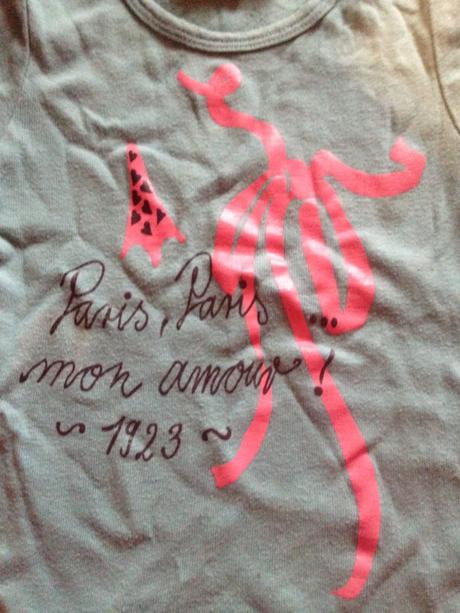 Paris, Paris ...
mon amour !
~ 1923 ~